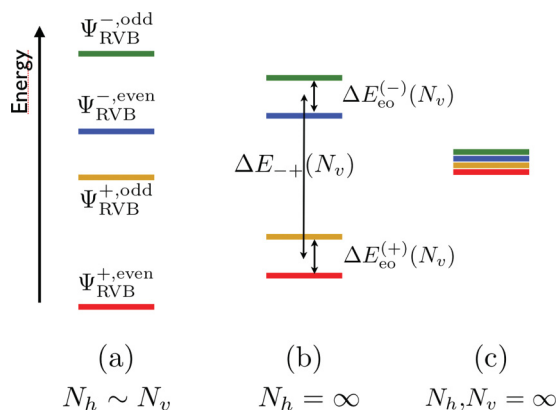 Energy
Ψ_RVB^{−,odd}
Ψ_RVB^{−,even}
Ψ_RVB^{+,odd}
Ψ_RVB^{+,even}
ΔE_eo^{(−)}(N_v)
ΔE_{−+}(N_v)
ΔE_eo^{(+)}(N_v)
(a) (b) (c)
N_h ∼ N_v N_h = ∞ N_h,N_v = ∞